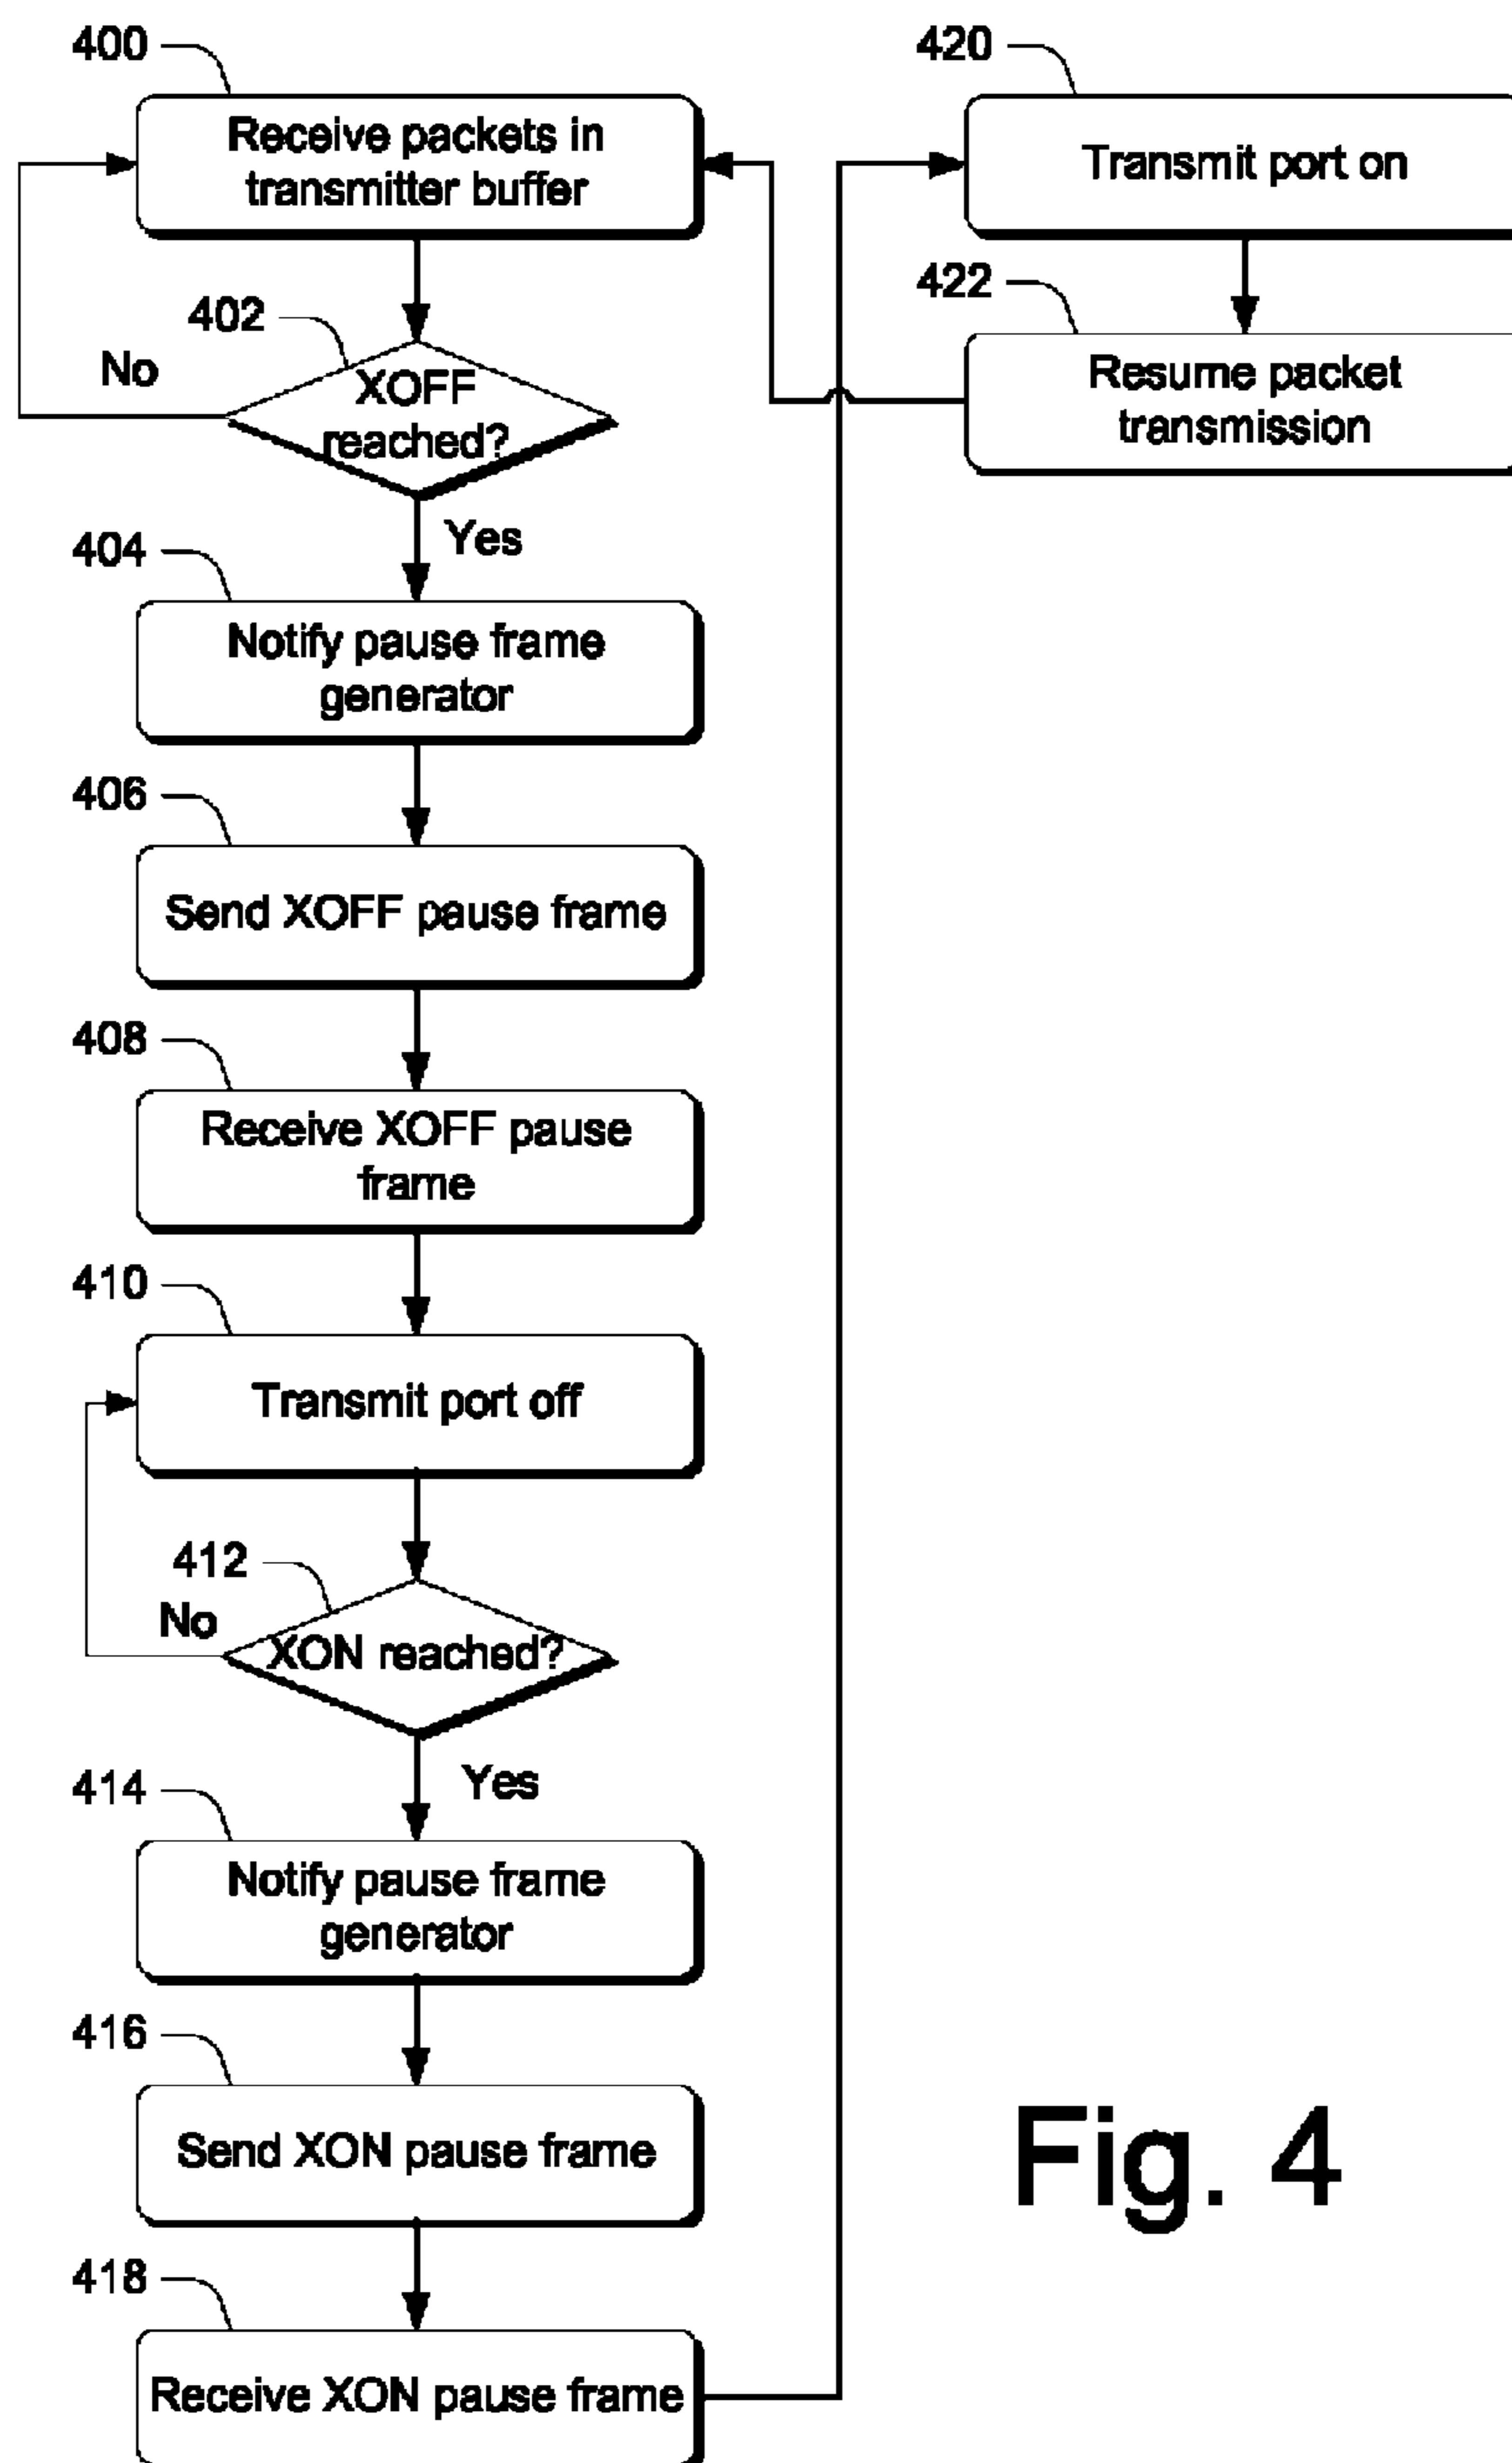 400
Receive packets in
transmitter buffer
402
No
XOFF
reached?
Yes
404
Notify pause frame
generator
406
Send XOFF pause frame
408
Receive XOFF pause
frame
410
Transmit port off
412
No
XON reached?
Yes
414
Notify pause frame
generator
416
Send XON pause frame
418
Receive XON pause frame
420
Transmit port on
422
Resume packet
transmission
Fig. 4